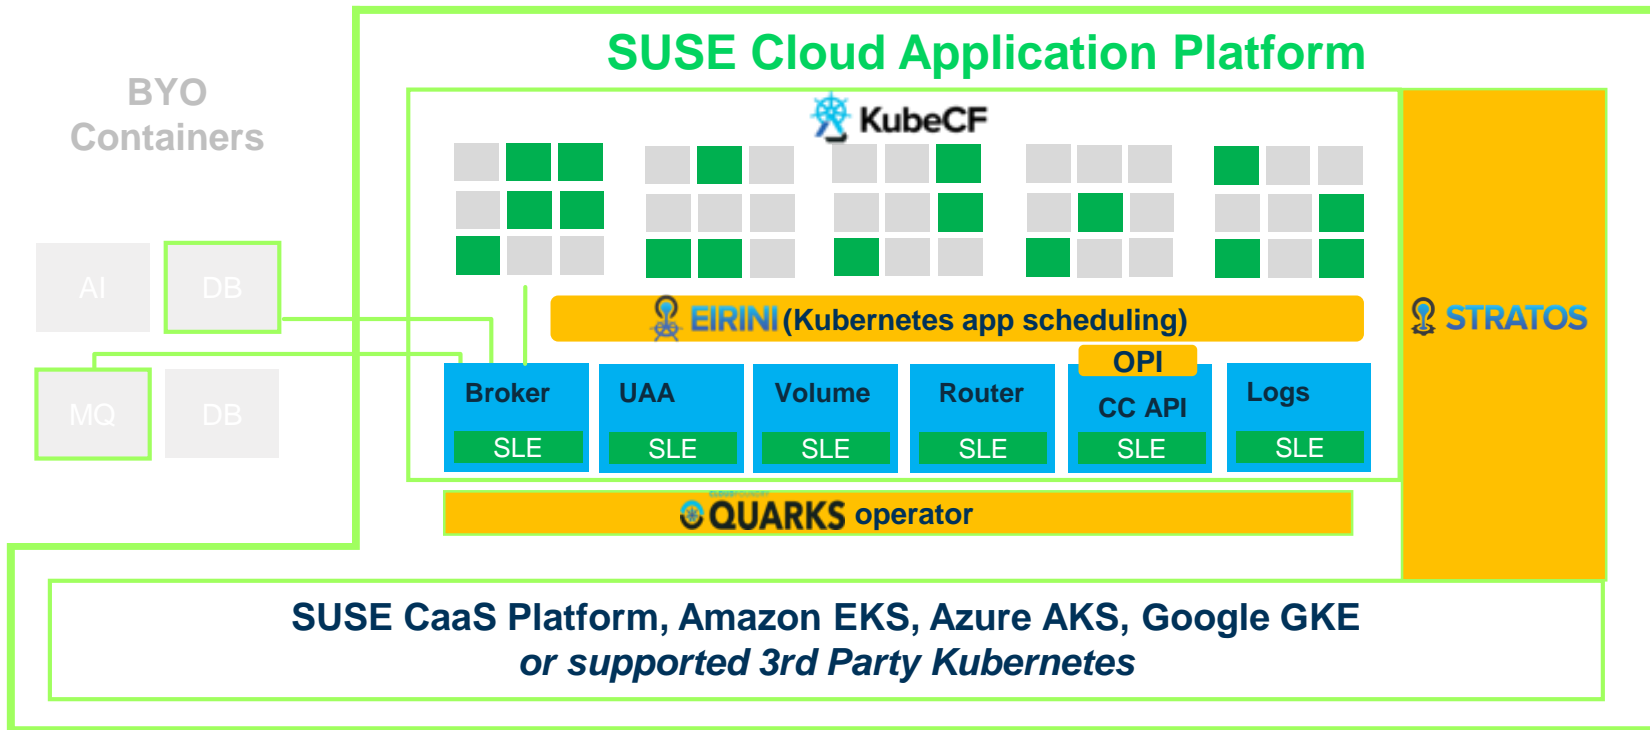 SUSE Cloud Application Platform
BYO
Containers
KubeCF
AI
DB
MQ
DB
EIRINI (Kubernetes app scheduling)
STRATOS
OPI
Broker
UAA
Volume
Router
CC API
Logs
SLE
SLE
SLE
SLE
SLE
SLE
CLOUD FOUNDRY
QUARKS operator
SUSE CaaS Platform, Amazon EKS, Azure AKS, Google GKE
or supported 3rd Party Kubernetes